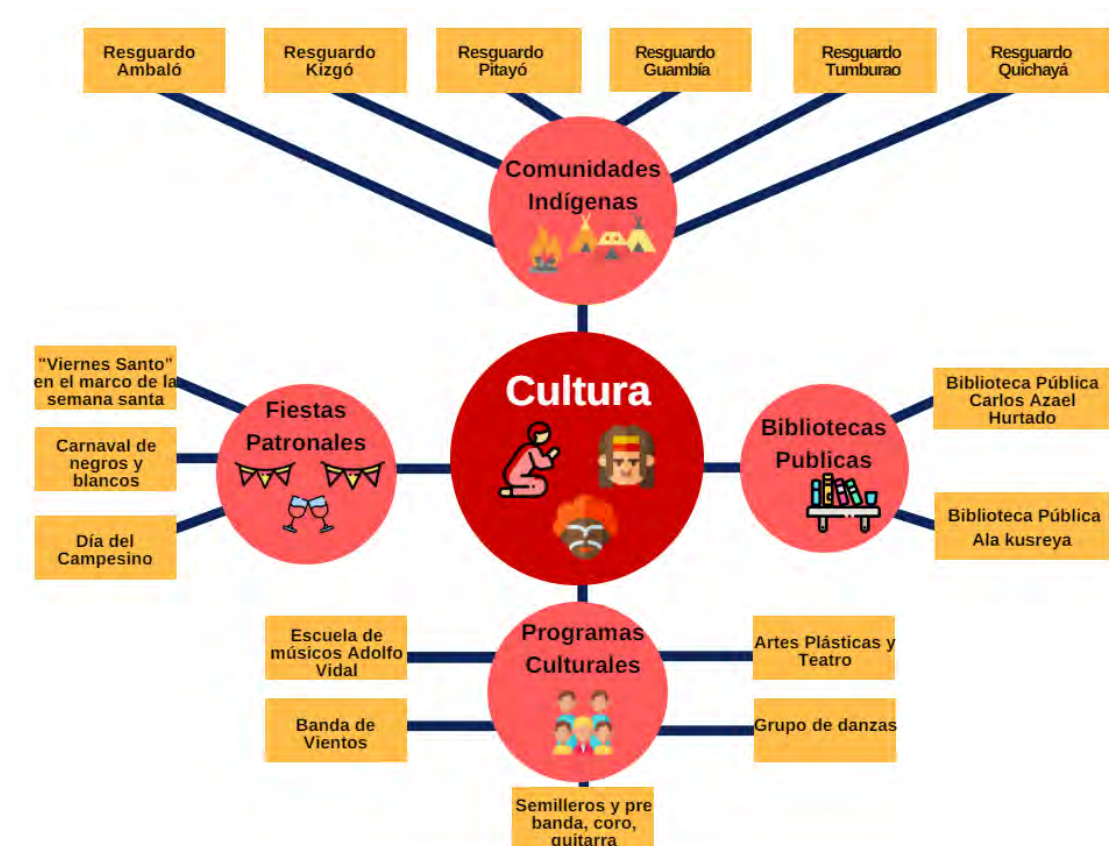 Resguardo
Ambaló
Resguardo
Kizgó
Resguardo
Pitayó
Resguardo
Guambía
Resguardo
Tumburao
Resguardo
Quichayá
Comunidades
Indígenas
Cultura
"Viernes Santo"
en el marco de la
semana santa
Carnaval de
negros y
blancos
Día del
Campesino
Fiestas
Patronales
Bibliotecas
Publicas
Biblioteca Pública
Carlos Azael
Hurtado
Biblioteca Pública
Ala kusreya
Programas
Culturales
Escuela de
músicos Adolfo
Vidal
Banda de
Vientos
Artes Plásticas y
Teatro
Grupo de danzas
Semilleros y pre
banda, coro,
guitarra